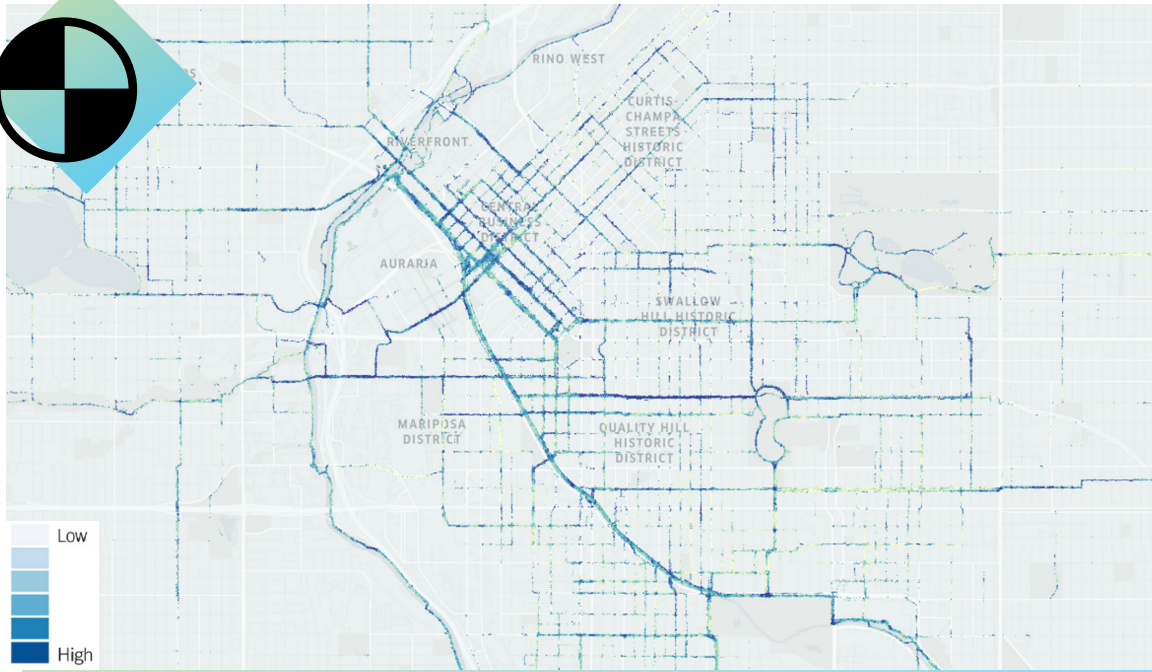 RINO WEST
CURTIS-
CHAMPA
STREETS
HISTORIC
DISTRICT
RIVERFRONT
CENTRAL
BUSINESS
DISTRICT
AURARIA
SWALLOW
HILL HISTORIC
DISTRICT
MARIPOSA
DISTRICT
QUALITY HILL
HISTORIC
DISTRICT
Low
High